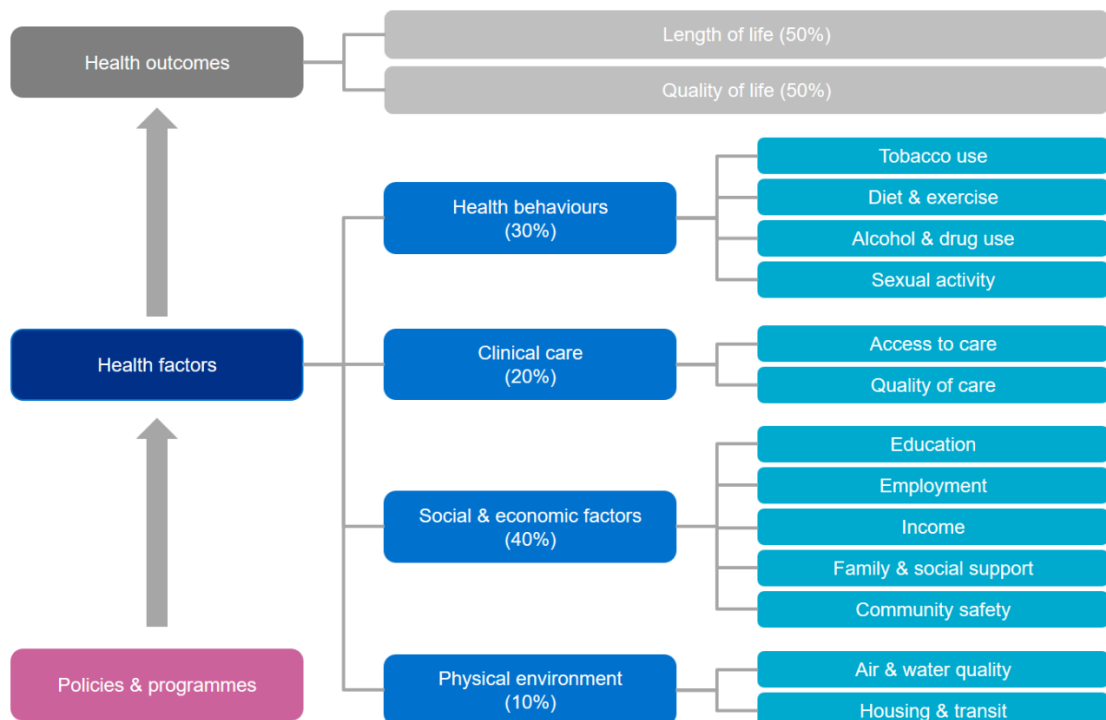 Health outcomes
Length of life (50%)
Quality of life (50%)
Health factors
Health behaviours
(30%)
Tobacco use
Diet & exercise
Alcohol & drug use
Sexual activity
Clinical care
(20%)
Access to care
Quality of care
Social & economic factors
(40%)
Education
Employment
Income
Family & social support
Community safety
Policies & programmes
Physical environment
(10%)
Air & water quality
Housing & transit